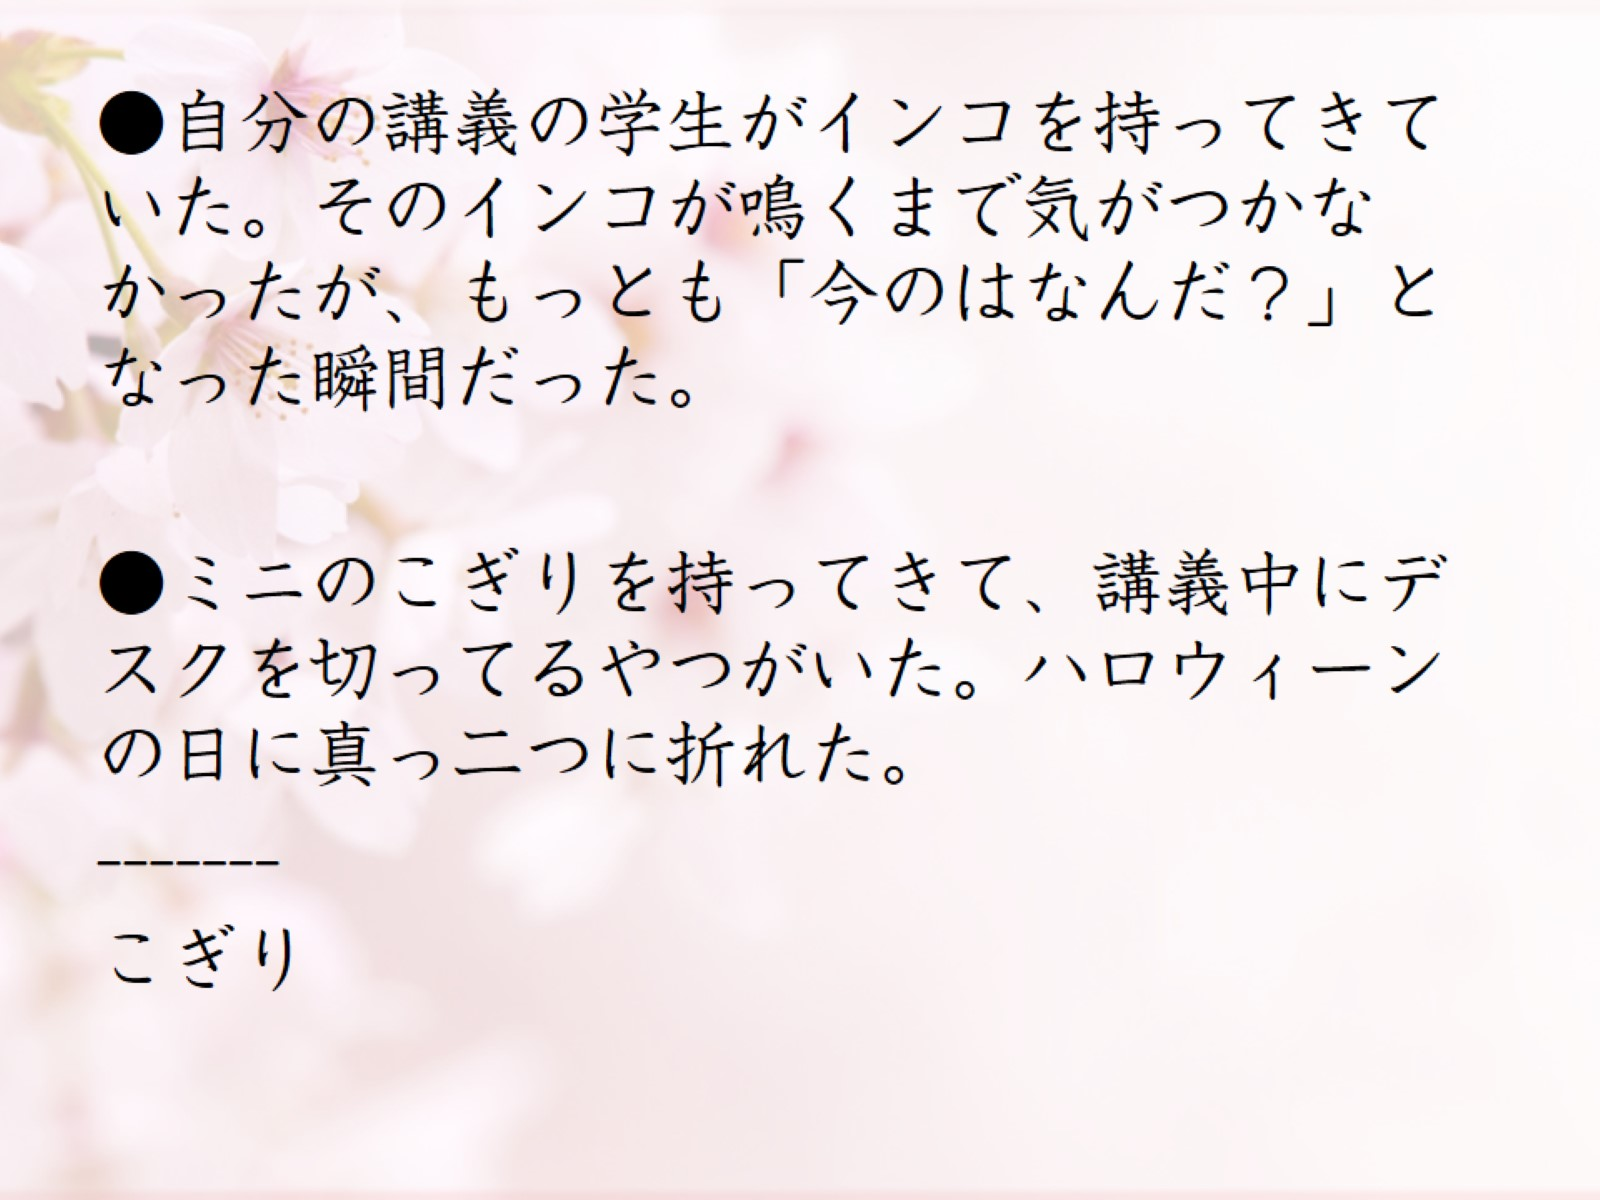 ●自分の講義の学生がインコを持ってきて
いた。そのインコが鳴くまで気がつかな
かったが、もっとも「今のはなんだ？」と
なった瞬間だった。
●ミニのこぎりを持ってきて、講義中にデ
スクを切ってるやつがいた。ハロウィーン
の日に真っ二つに折れた。
-------
こぎり